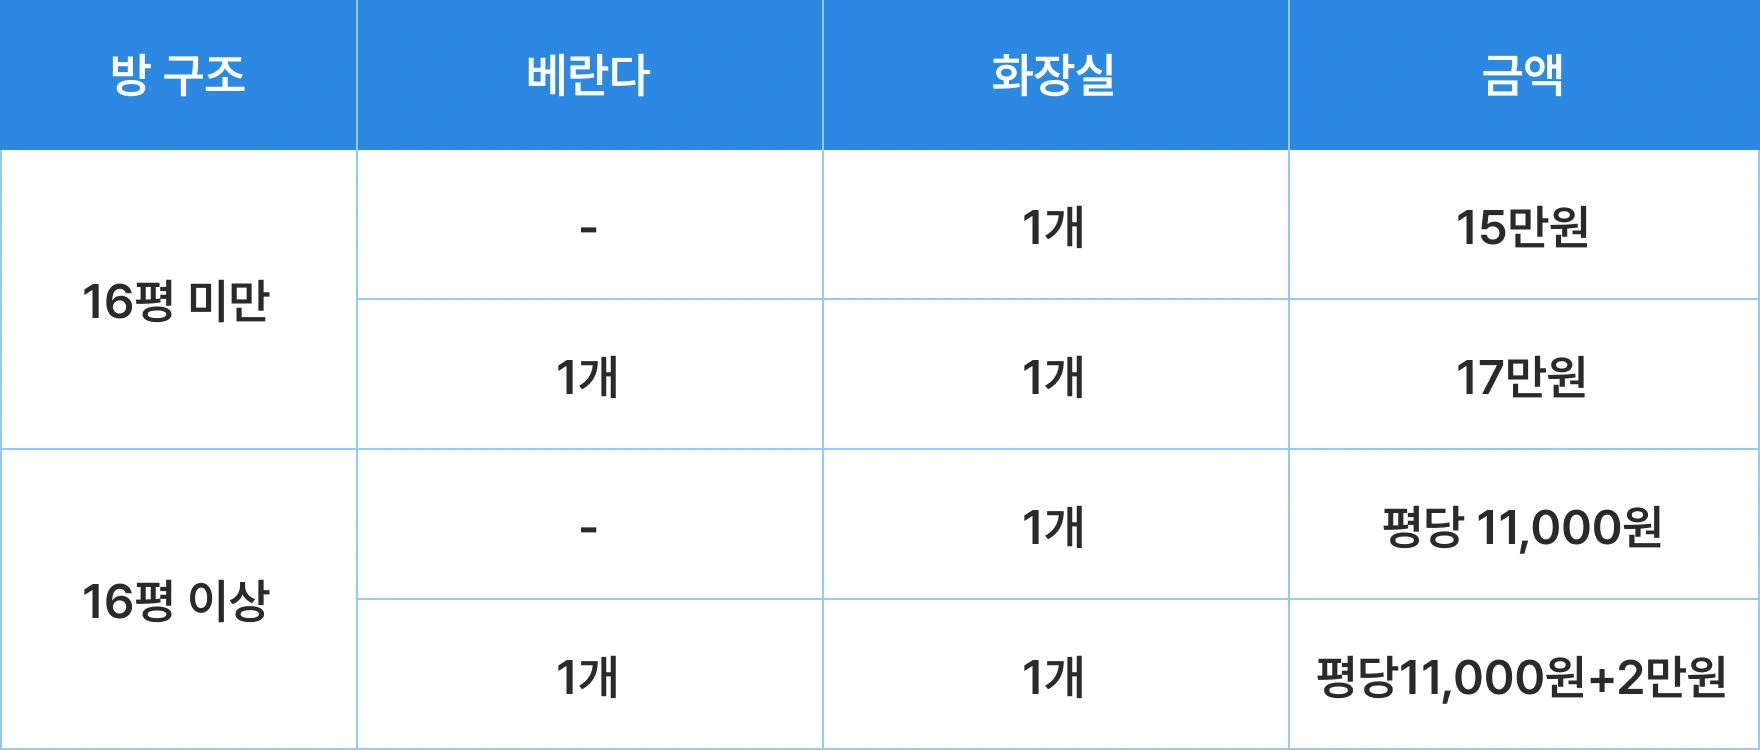 방 구조 베란다 화장실 금액
16평 미만 - 1개 15만원
1개 1개 17만원
16평 이상 - 1개 평당 11,000원
1개 1개 평당11,000원+2만원